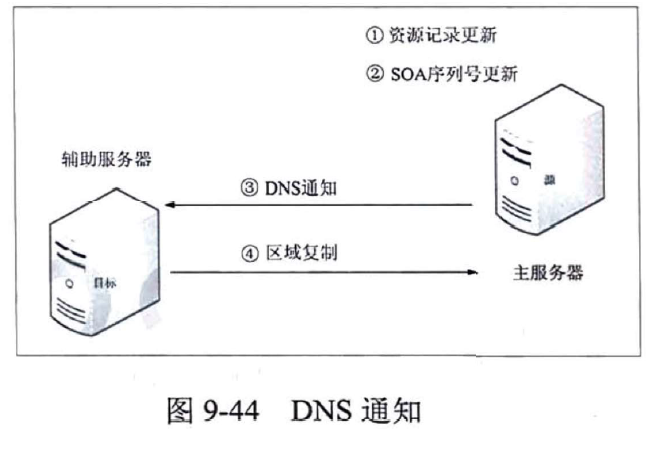 ① 资源记录更新
② SOA序列号更新
辅助服务器
源
③ DNS通知
④ 区域复制
目标
主服务器
图 9-44 DNS 通知